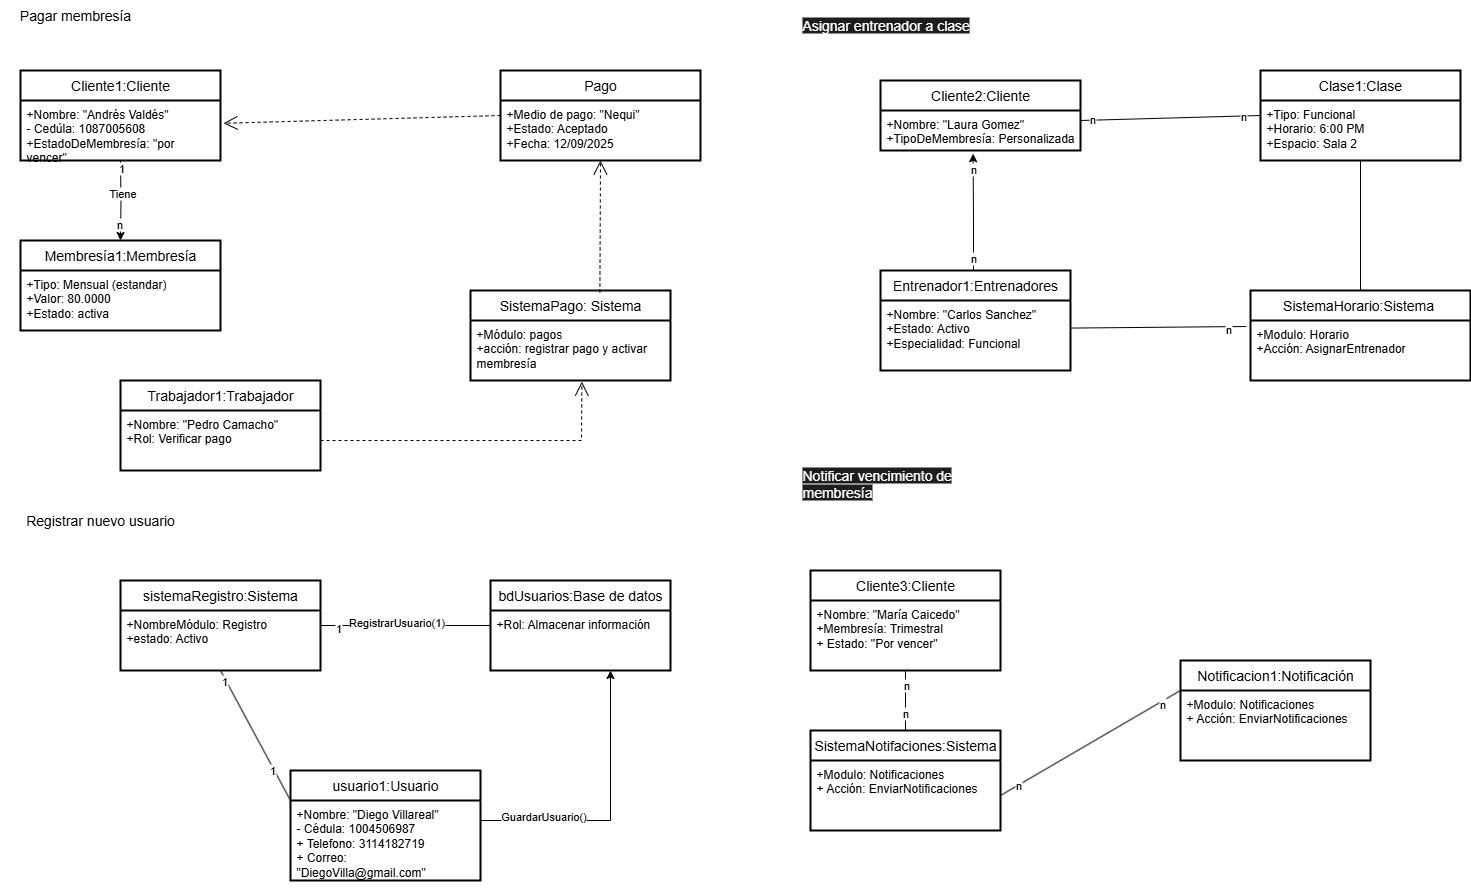 Pagar membresía
Cliente1:Cliente
+Nombre: "Andrés Valdés"
- Cedúla: 1087005608
+EstadoDeMembresía: "por
vencer"
1
Tiene
n
Membresía1:Membresía
+Tipo: Mensual (estandar)
+Valor: 80.0000
+Estado: activa
Pago
+Medio de pago: "Nequi"
+Estado: Aceptado
+Fecha: 12/09/2025
SistemaPago: Sistema
+Módulo: pagos
+acción: registrar pago y activar
membresía
Trabajador1:Trabajador
+Nombre: "Pedro Camacho"
+Rol: Verificar pago
Asignar entrenador a clase
Cliente2:Cliente
+Nombre: "Laura Gomez"
+TipoDeMembresía: Personalizada
n
n
Clase1:Clase
+Tipo: Funcional
+Horario: 6:00 PM
+Espacio: Sala 2
n
n
Entrenador1:Entrenadores
+Nombre: "Carlos Sanchez"
+Estado: Activo
+Especialidad: Funcional
n
SistemaHorario:Sistema
+Modulo: Horario
+Acción: AsignarEntrenador
Registrar nuevo usuario
sistemaRegistro:Sistema
+NombreMódulo: Registro
+estado: Activo
1
RegistrarUsuario(1)
bdUsuarios:Base de datos
+Rol: Almacenar información
1
1
usuario1:Usuario
+Nombre: "Diego Villareal"
- Cédula: 1004506987
+ Telefono: 3114182719
+ Correo:
"DiegoVilla@gmail.com"
GuardarUsuario()
Notificar vencimiento de
membresía
Cliente3:Cliente
+Nombre: "María Caicedo"
+Membresía: Trimestral
+ Estado: "Por vencer"
n
n
SistemaNotifaciones:Sistema
+Modulo: Notificaciones
+ Acción: EnviarNotificaciones
n
n
Notificacion1:Notificación
+Modulo: Notificaciones
+ Acción: EnviarNotificaciones